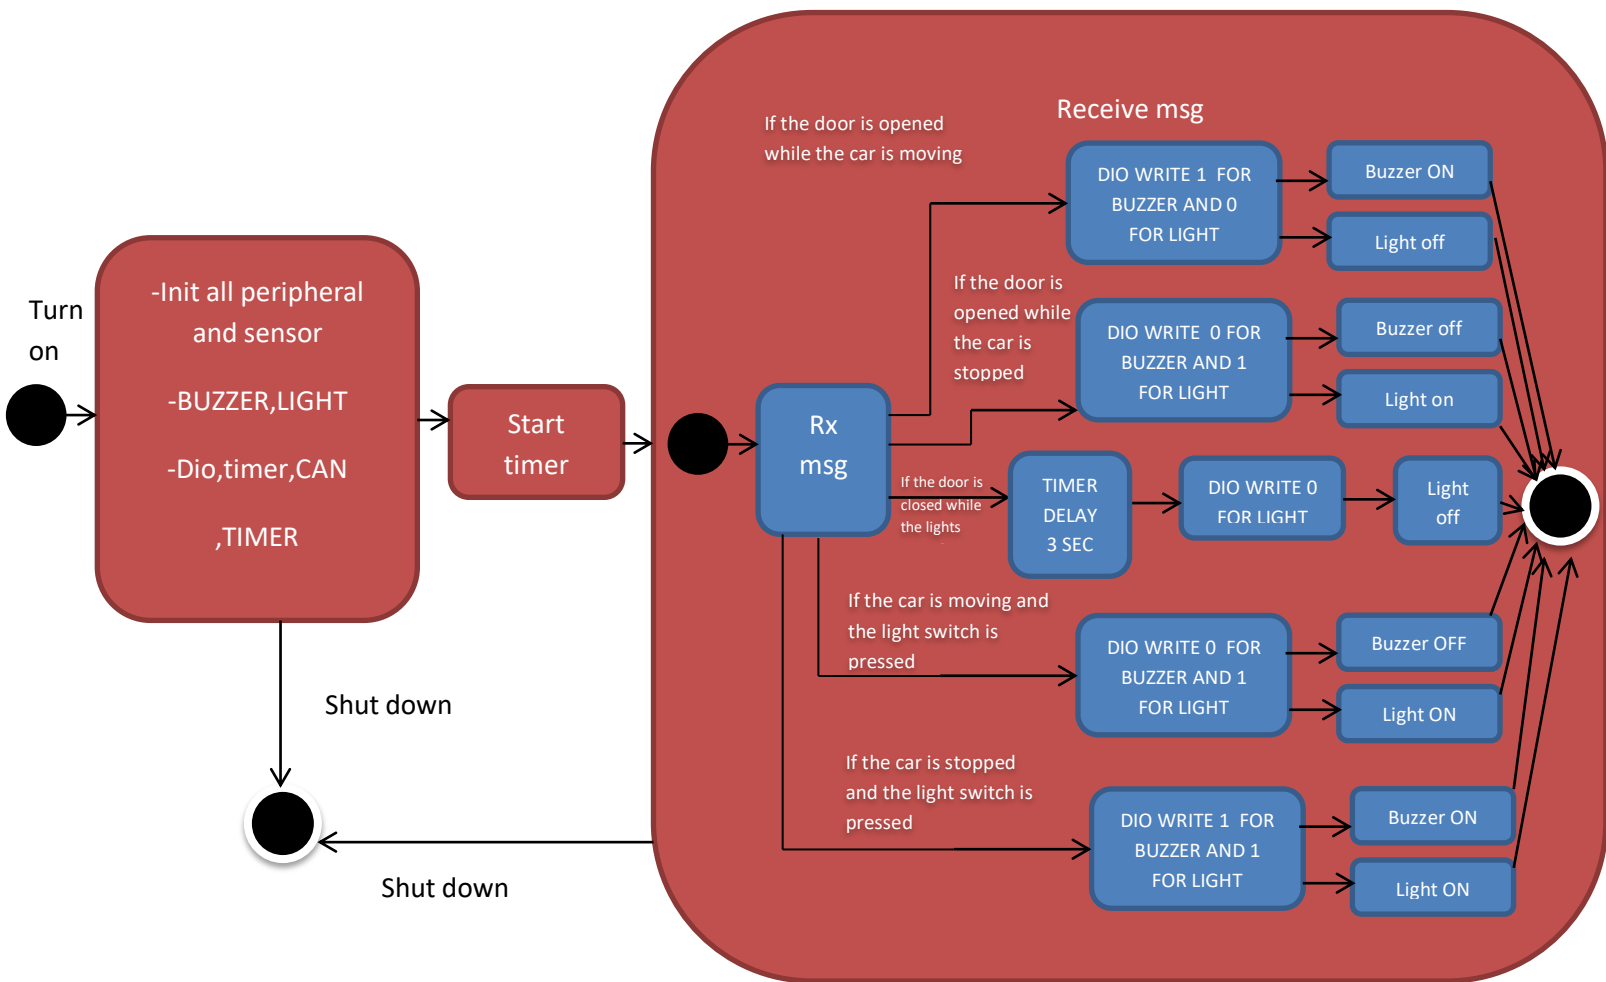 Turn
on
-Init all peripheral
and sensor
-BUZZER,LIGHT
-Dio,timer,CAN
,TIMER
Start
timer
Shut down
Shut down
Receive msg
Rx
msg
If the door is opened
while the car is moving
DIO WRITE 1 FOR
BUZZER AND 0
FOR LIGHT
Buzzer ON
Light off
If the door is
opened while
the car is
stopped
DIO WRITE 0 FOR
BUZZER AND 1
FOR LIGHT
Buzzer off
Light on
If the door is
closed while
the lights
TIMER
DELAY
3 SEC
DIO WRITE 0
FOR LIGHT
Light
off
If the car is moving and
the light switch is
pressed
DIO WRITE 0 FOR
BUZZER AND 1
FOR LIGHT
Buzzer OFF
Light ON
If the car is stopped
and the light switch is
pressed
DIO WRITE 1 FOR
BUZZER AND 1
FOR LIGHT
Buzzer ON
Light ON